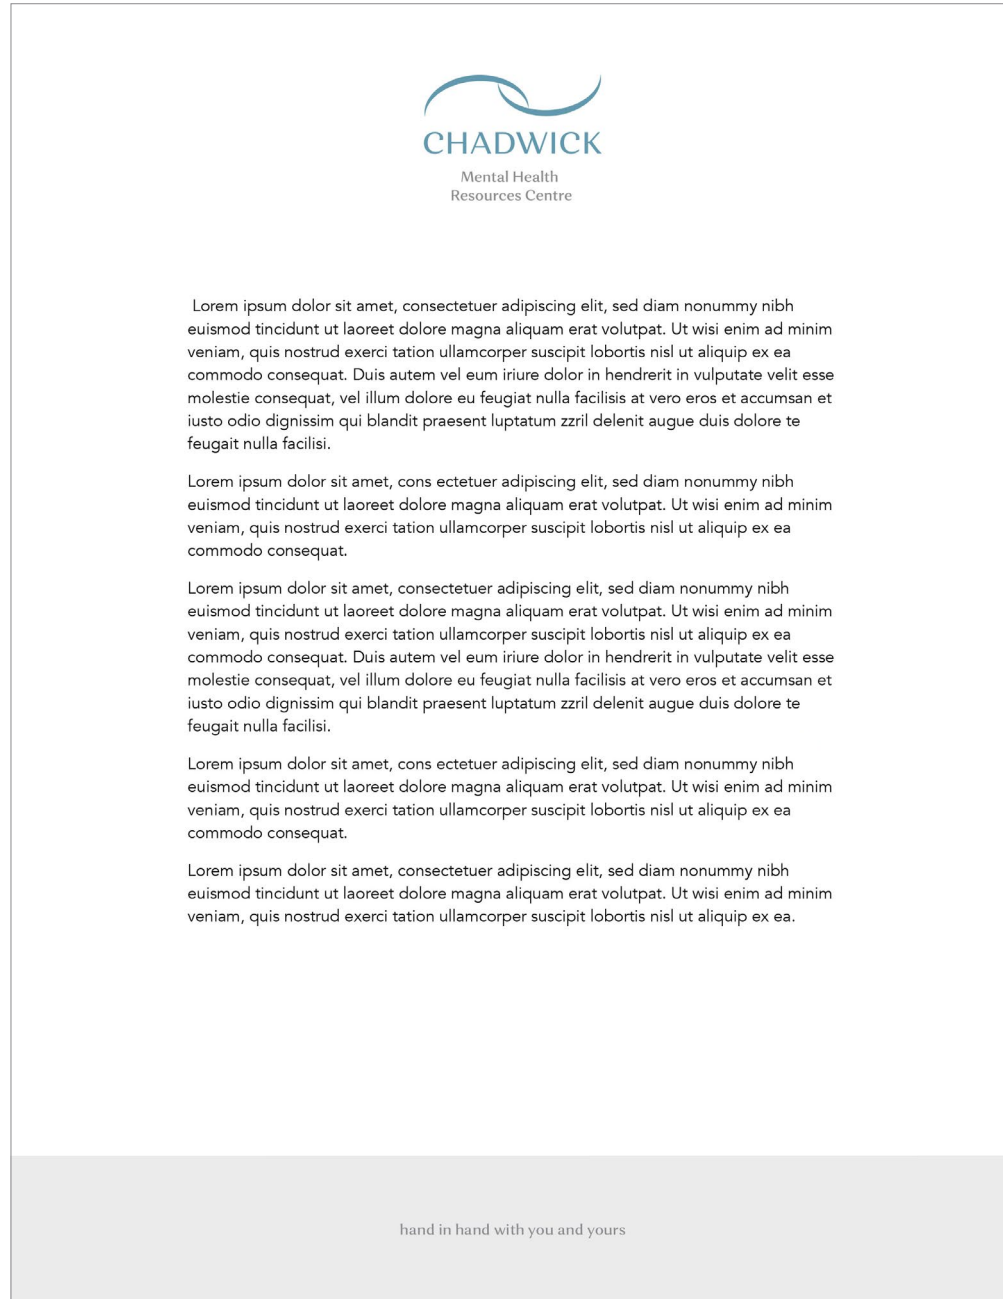 CHADWICK
Mental Health
Resources Centre
Lorem ipsum dolor sit amet, consectetuer adipiscing elit, sed diam nonummy nibh
euismod tincidunt ut laoreet dolore magna aliquam erat volutpat. Ut wisi enim ad minim
veniam, quis nostrud exerci tation ullamcorper suscipit lobortis nisl ut aliquip ex ea
commodo consequat. Duis autem vel eum iriure dolor in hendrerit in vulputate velit esse
molestie consequat, vel illum dolore eu feugiat nulla facilisis at vero eros et accumsan et
iusto odio dignissim qui blandit praesent luptatum zzril delenit augue duis dolore te
feugait nulla facilisi.
Lorem ipsum dolor sit amet, cons ectetuer adipiscing elit, sed diam nonummy nibh
euismod tincidunt ut laoreet dolore magna aliquam erat volutpat. Ut wisi enim ad minim
veniam, quis nostrud exerci tation ullamcorper suscipit lobortis nisl ut aliquip ex ea
commodo consequat.
Lorem ipsum dolor sit amet, consectetuer adipiscing elit, sed diam nonummy nibh
euismod tincidunt ut laoreet dolore magna aliquam erat volutpat. Ut wisi enim ad minim
veniam, quis nostrud exerci tation ullamcorper suscipit lobortis nisl ut aliquip ex ea
commodo consequat. Duis autem vel eum iriure dolor in hendrerit in vulputate velit esse
molestie consequat, vel illum dolore eu feugiat nulla facilisis at vero eros et accumsan et
iusto odio dignissim qui blandit praesent luptatum zzril delenit augue duis dolore te
feugait nulla facilisi.
Lorem ipsum dolor sit amet, cons ectetuer adipiscing elit, sed diam nonummy nibh
euismod tincidunt ut laoreet dolore magna aliquam erat volutpat. Ut wisi enim ad minim
veniam, quis nostrud exerci tation ullamcorper suscipit lobortis nisl ut aliquip ex ea
commodo consequat.
Lorem ipsum dolor sit amet, consectetuer adipiscing elit, sed diam nonummy nibh
euismod tincidunt ut laoreet dolore magna aliquam erat volutpat. Ut wisi enim ad minim
veniam, quis nostrud exerci tation ullamcorper suscipit lobortis nisl ut aliquip ex ea.
hand in hand with you and yours